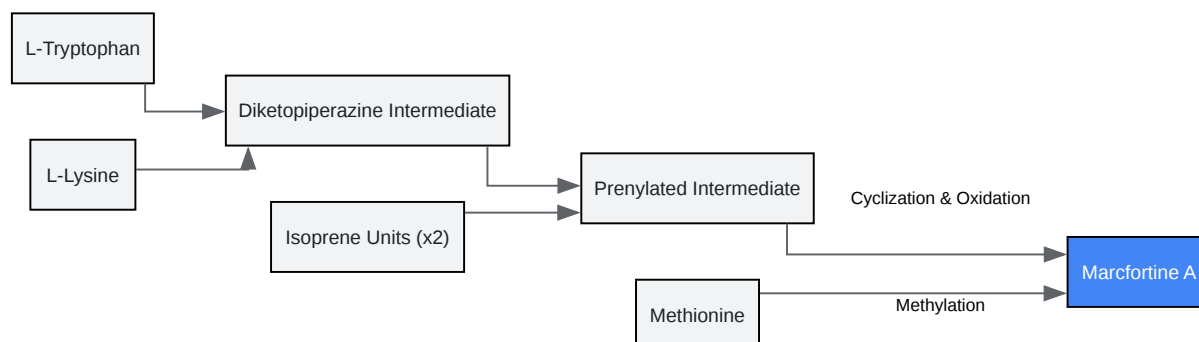 L-Tryptophan
Diketopiperazine Intermediate
L-Lysine
Prenylated Intermediate
Cyclization & Oxidation
Isoprene Units (x2)
Marcfortine A
Methionine
Methylation